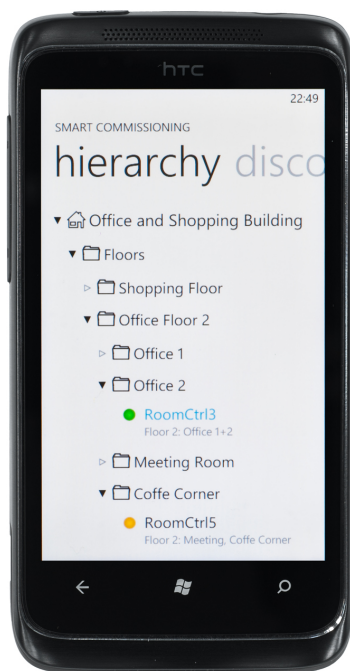 hTC
22:49
SMART COMMISSIONING
hierarchy disco
Office and Shopping Building
Floors
Shopping Floor
Office Floor 2
Office 1
Office 2
RoomCtrl3
Floor 2: Office 1+2
Meeting Room
Coffe Corner
RoomCtrl5
Floor 2: Meeting, Coffe Corner